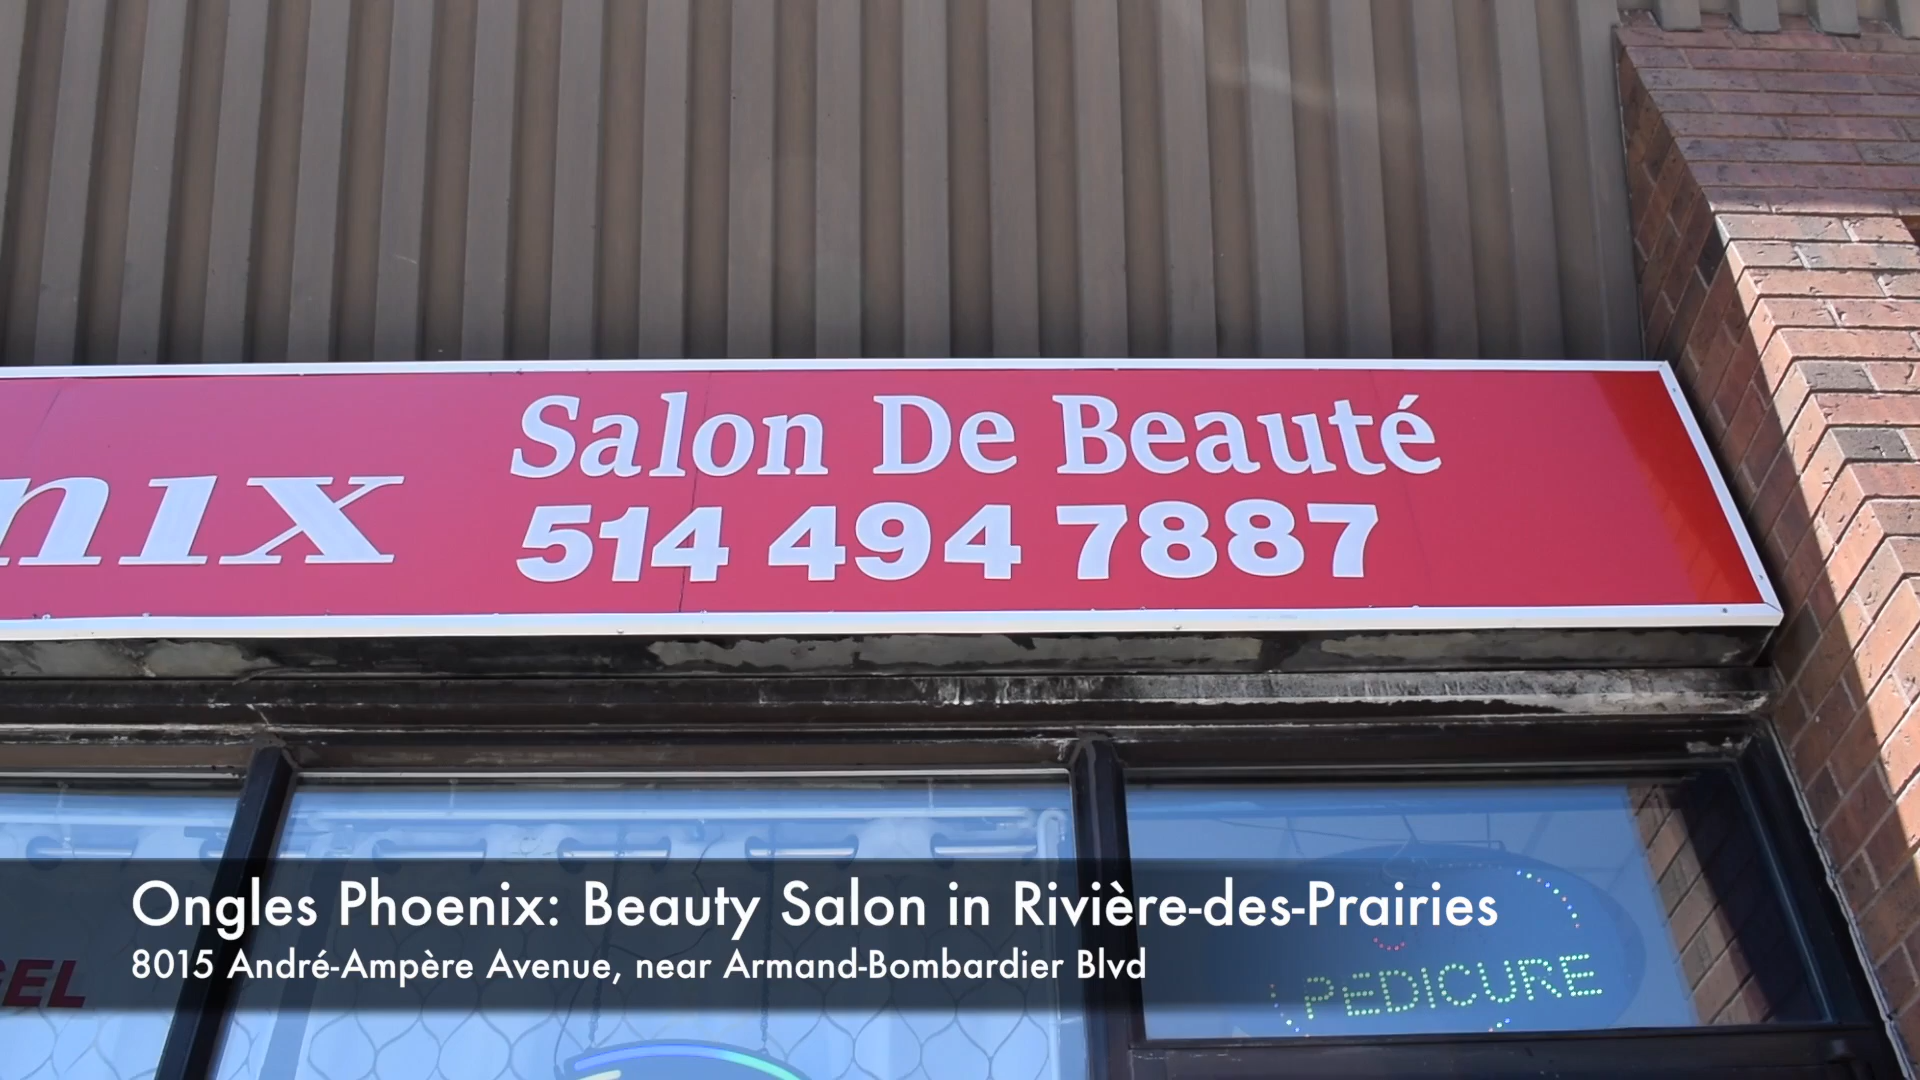 Salon De Beauté
nix
514 494 7887
Ongles Phoenix: Beauty Salon in Rivière-des-Prairies
8015 André-Ampère Avenue, near Armand-Bombardier Blvd
GEL
PEDICURE